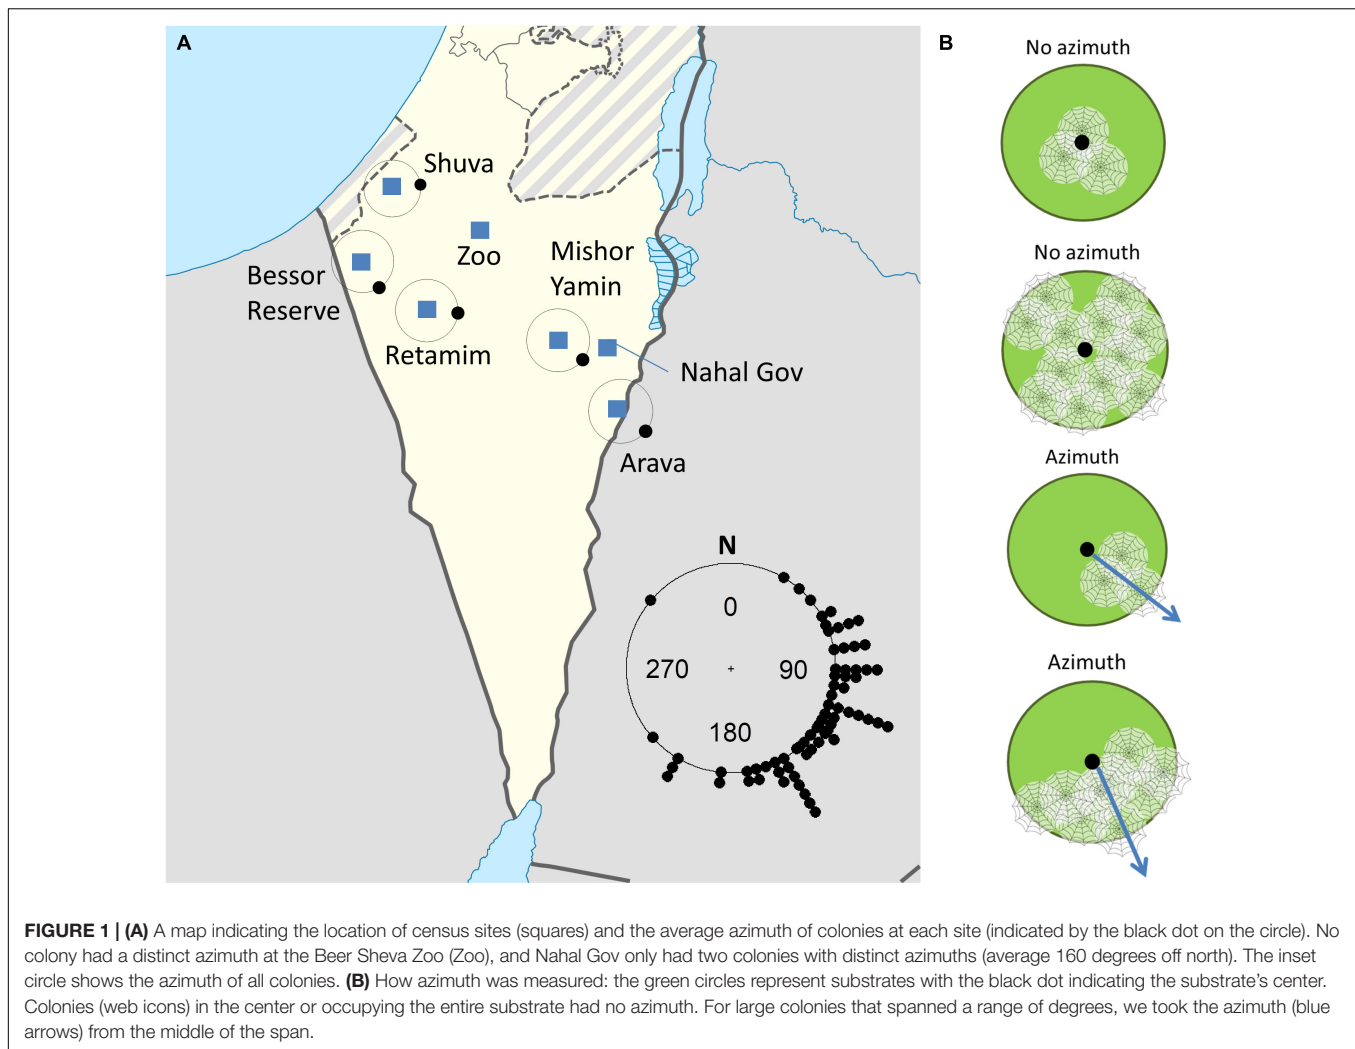 A
Shuva
Zoo
Bessor
Reserve
Mishor
Yamin
Retamim
Nahal Gov
Arava
N
0
270
90
180
B
No azimuth
No azimuth
Azimuth
Azimuth
FIGURE 1 | (A) A map indicating the location of census sites (squares) and the average azimuth of colonies at each site (indicated by the black dot on the circle). No
colony had a distinct azimuth at the Beer Sheva Zoo (Zoo), and Nahal Gov only had two colonies with distinct azimuths (average 160 degrees off north). The inset
circle shows the azimuth of all colonies. (B) How azimuth was measured: the green circles represent substrates with the black dot indicating the substrate's center.
Colonies (web icons) in the center or occupying the entire substrate had no azimuth. For large colonies that spanned a range of degrees, we took the azimuth (blue
arrows) from the middle of the span.